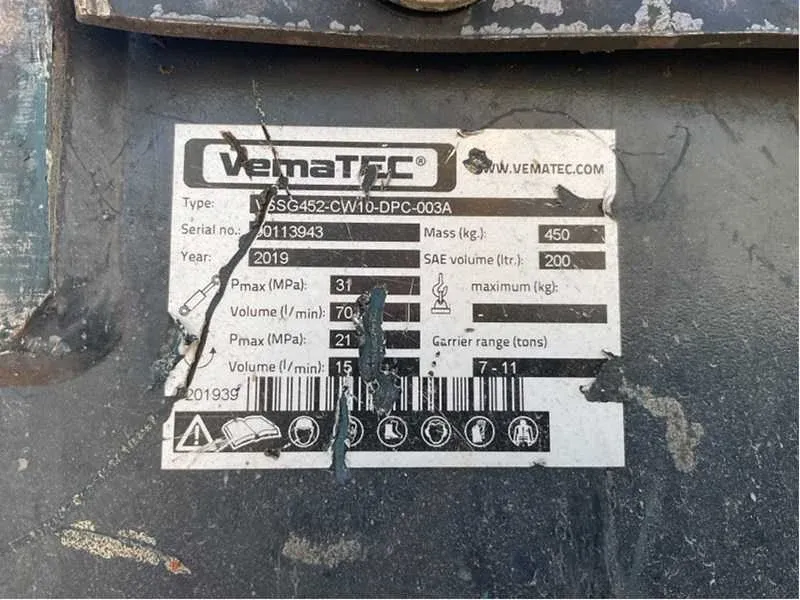 VemaTEC®
WWW.VEMATEC.COM
Type: VSSG452-CW10-DPC-003A
Serial no.: 00113943
Mass (kg.): 450
Year: 2019
SAE volume (ltr.): 200
Pmax (MPa): 31
maximum (kg):
Volume (l/min): 70
-
Pmax (MPa): 21
Carrier range (tons)
Volume (l/min): 15
7 - 11
201939